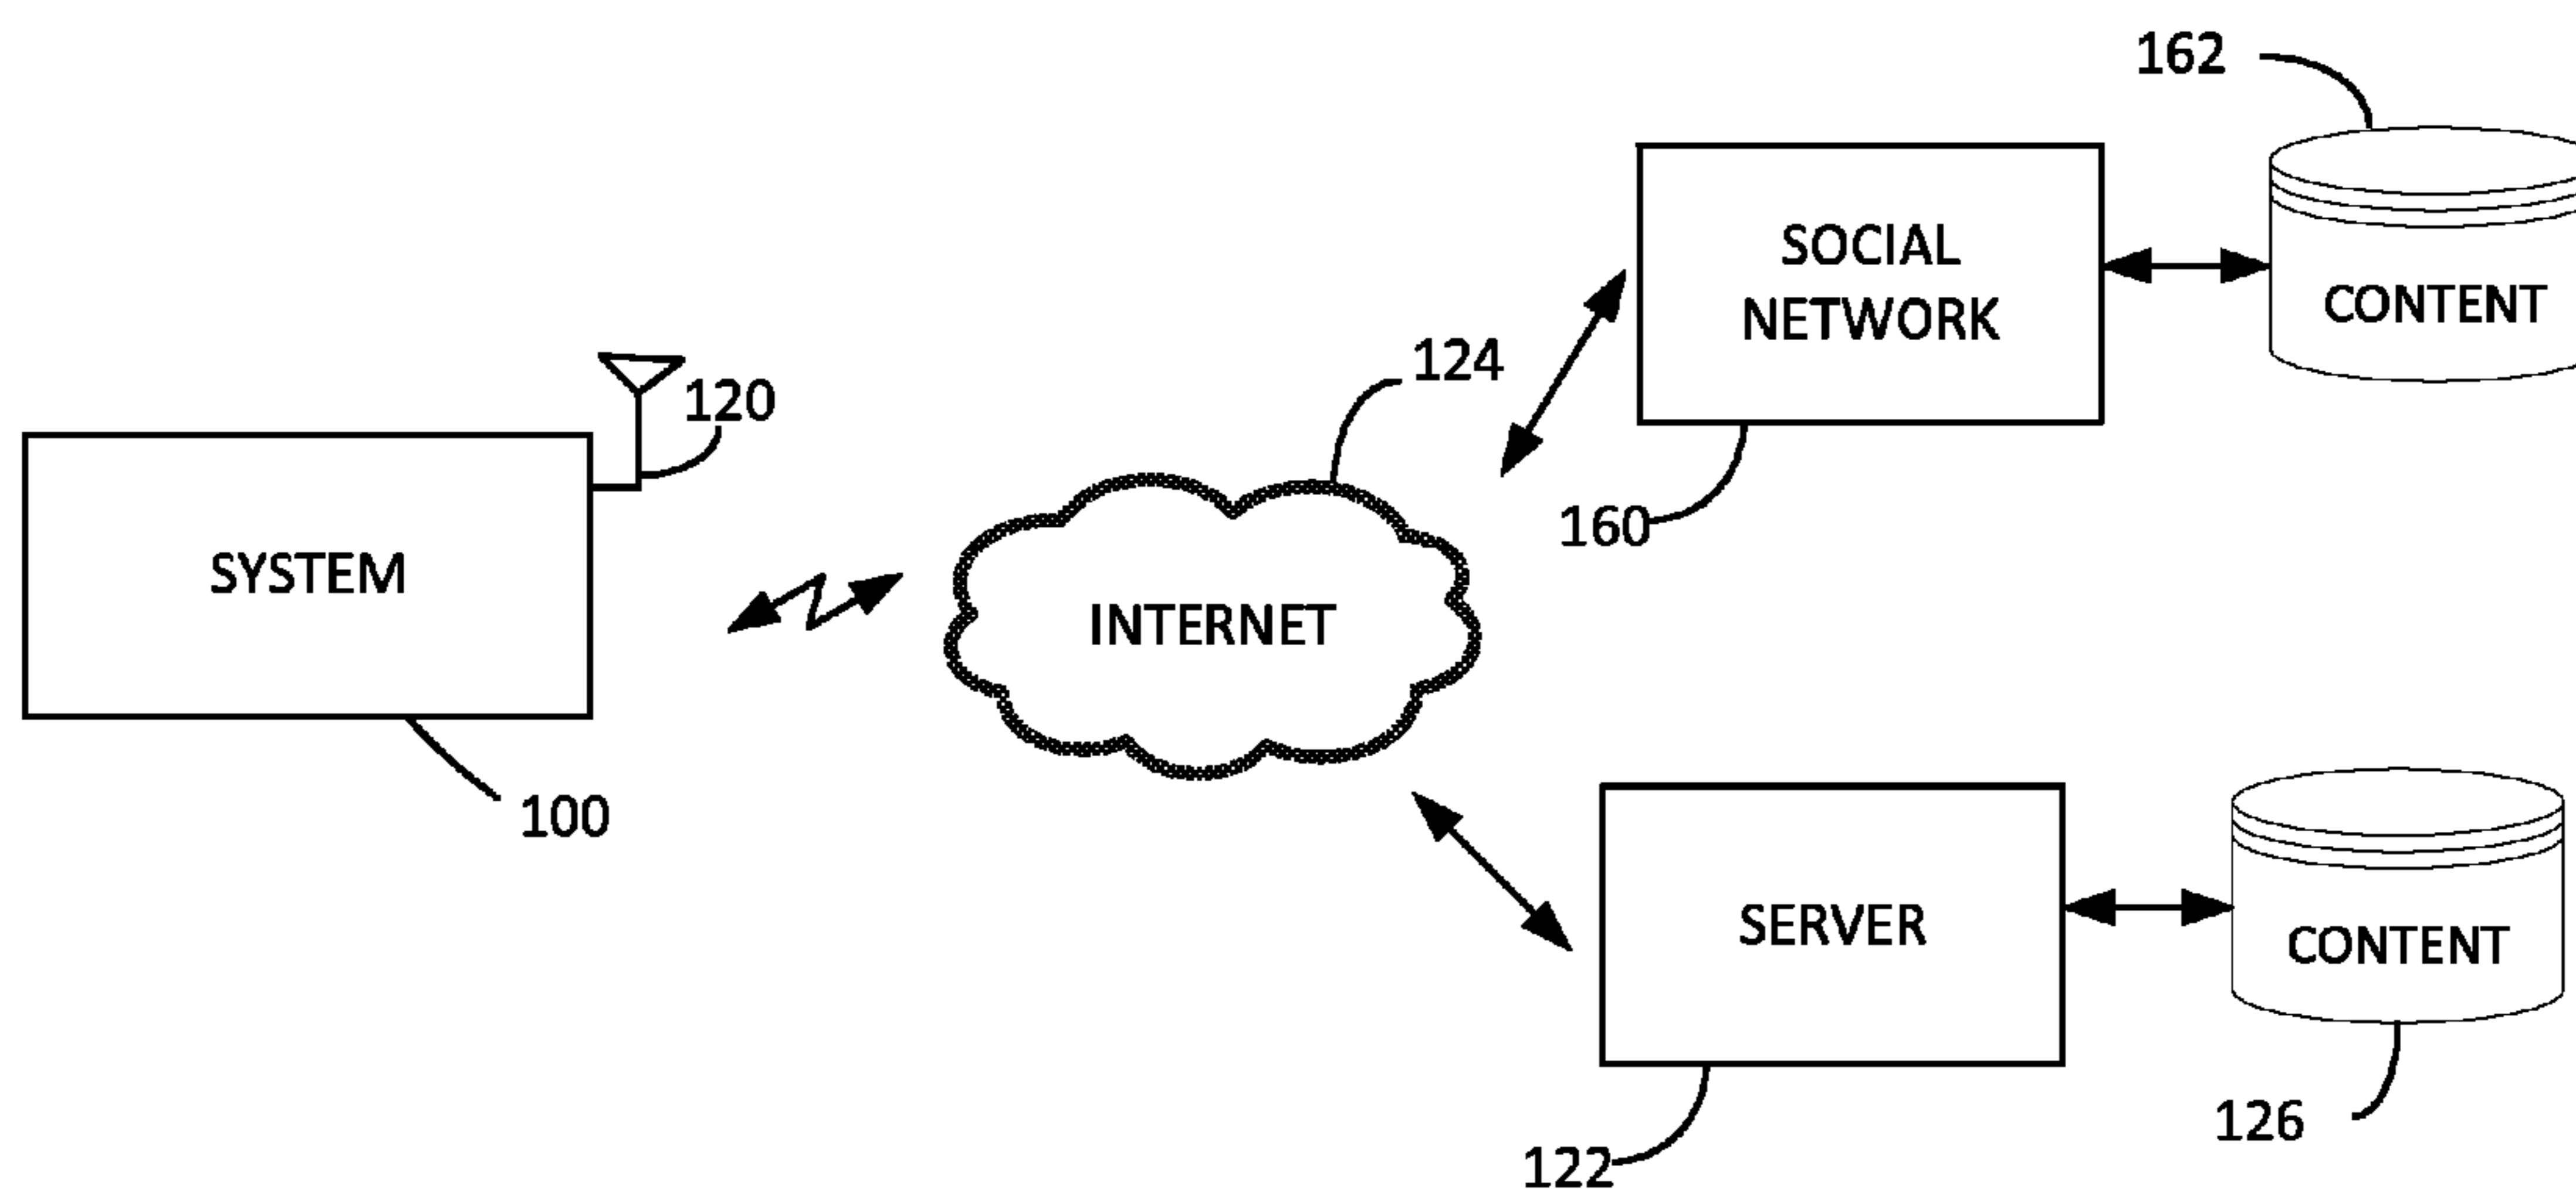 162
SOCIAL
NETWORK
CONTENT
124
120
160
SYSTEM
INTERNET
100
SERVER
CONTENT
126
122